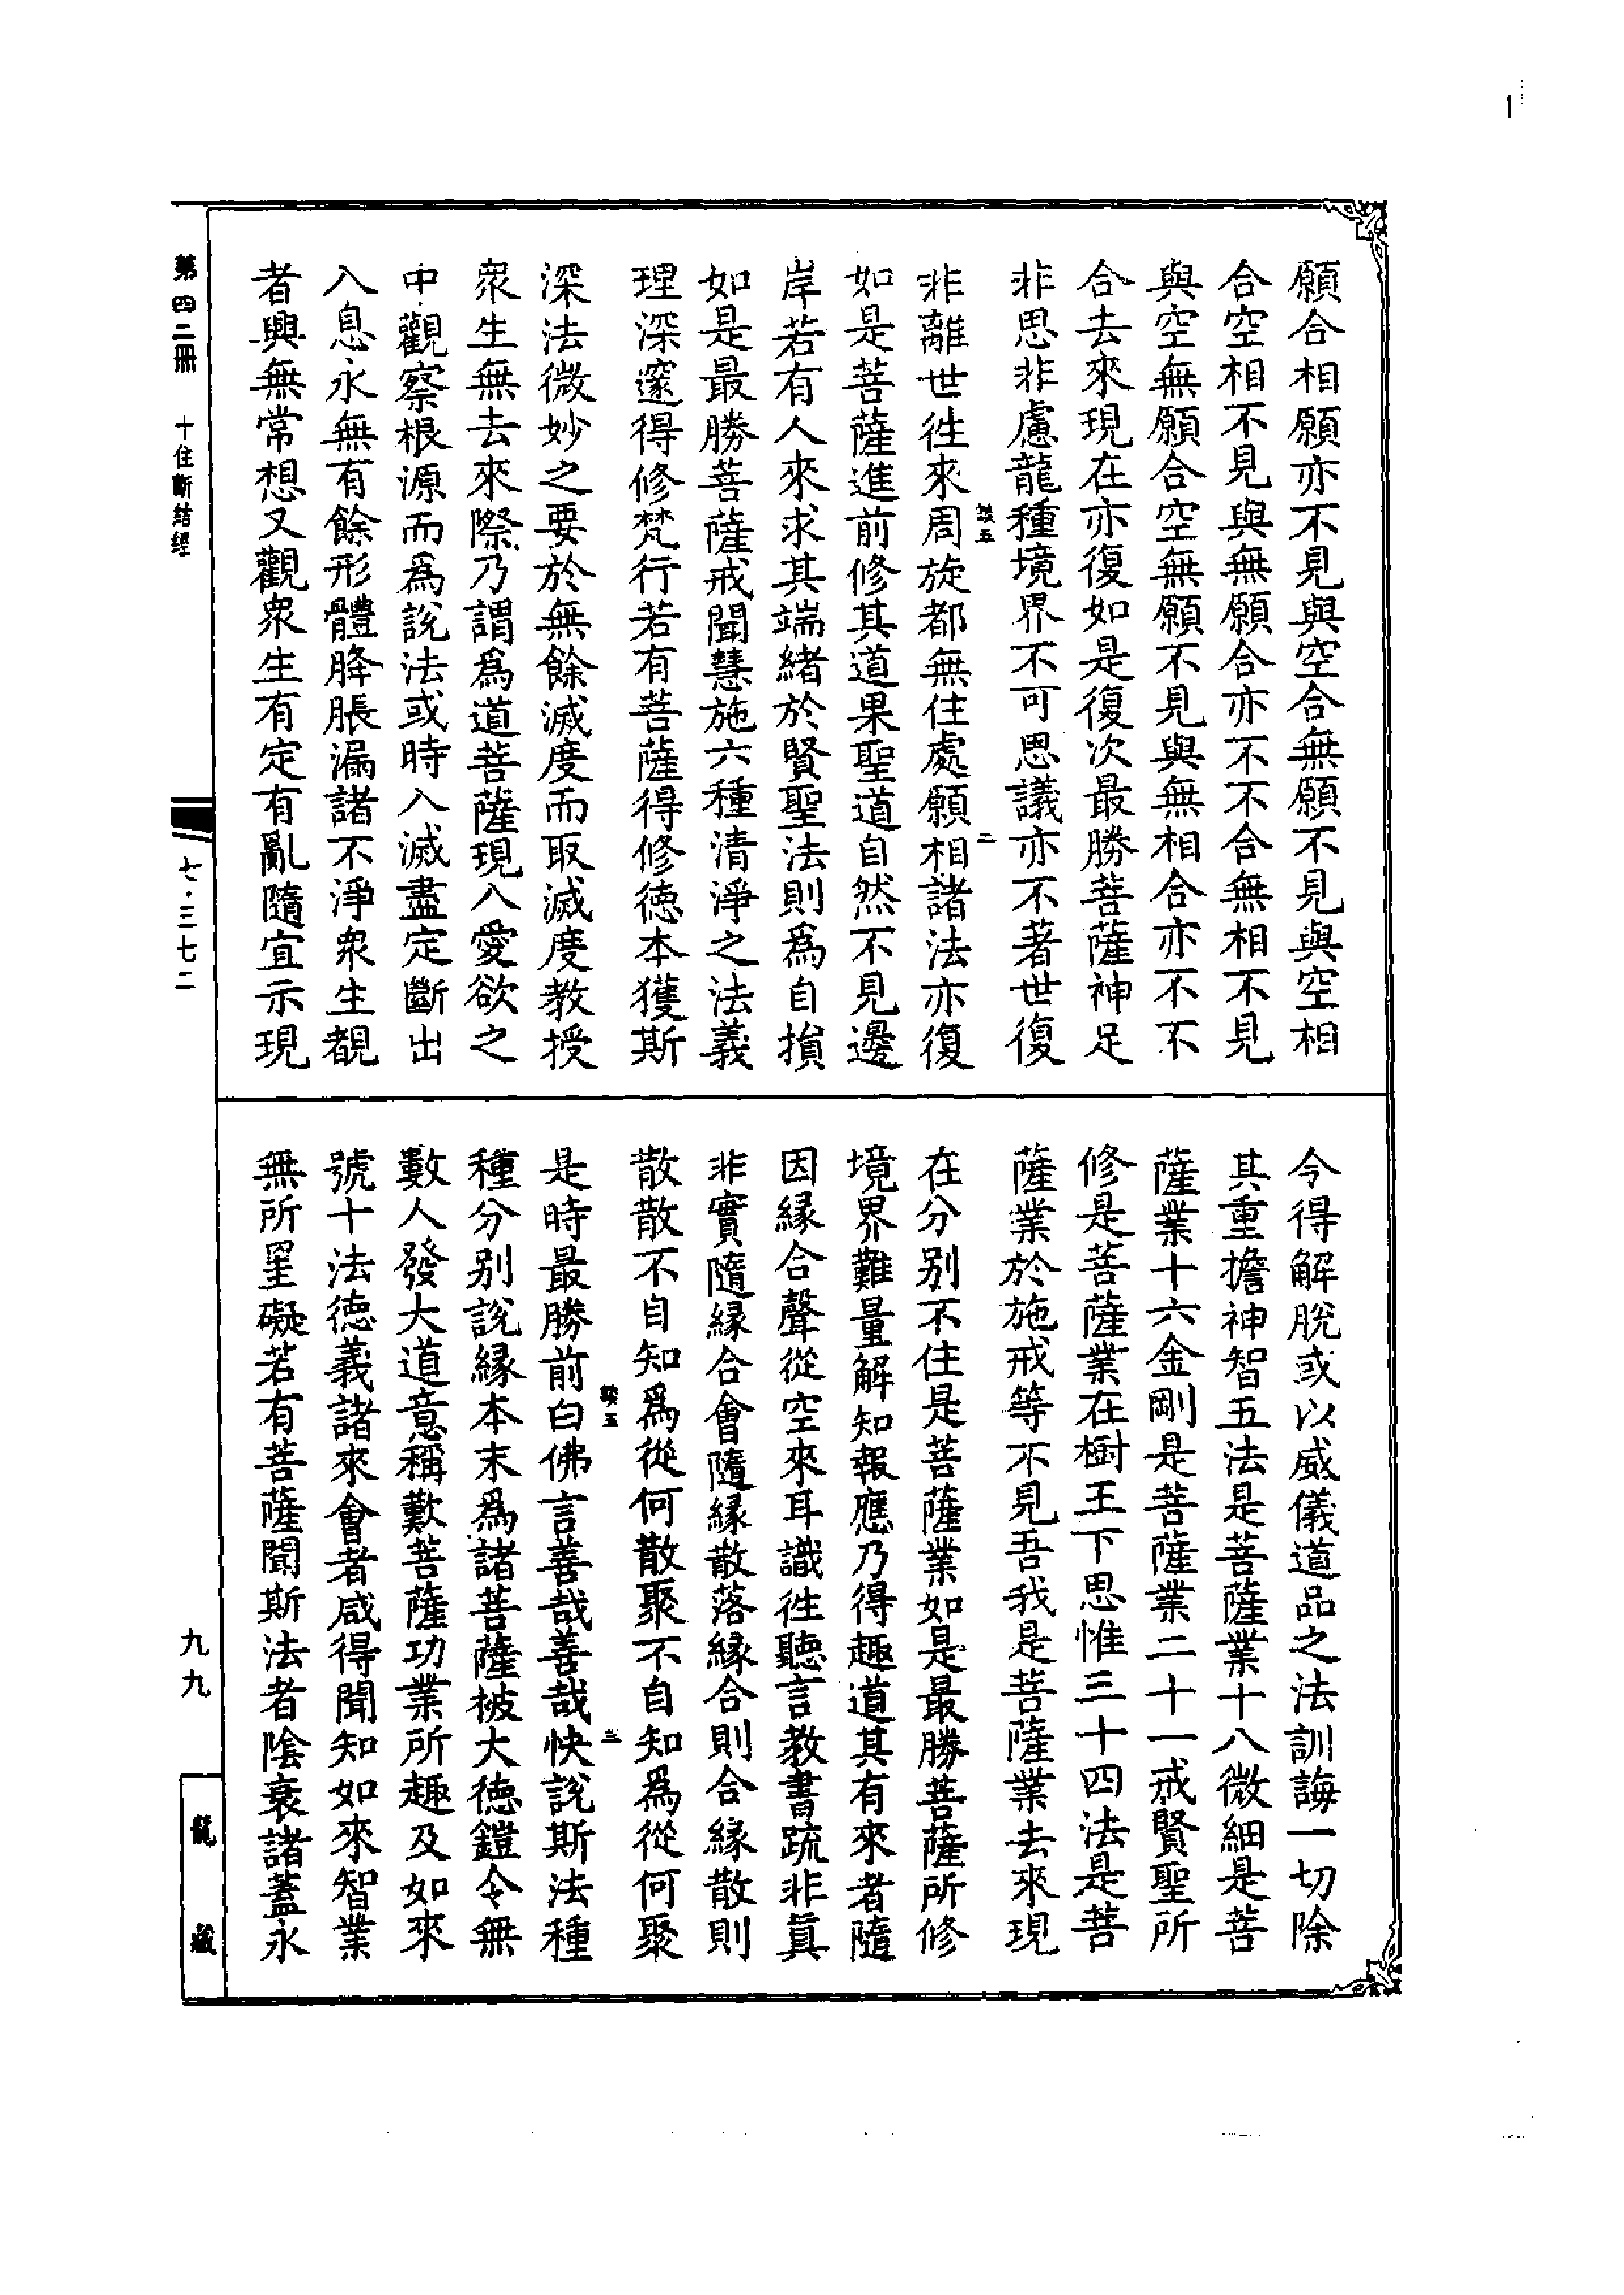 願合相願亦不見與空合無願不見與空相
合空相不見與無願合亦不不合無相不見
與空無願合空無願不見與無相合亦不不
合去來現在亦復如是復次最勝菩薩神足
非思非慮龍種境界不可思議亦不著世復
非離世往來周旋都無住處願相諸法亦復
如是菩薩進前修其道果聖道自然不見邊
岸若有人來求其端緒於賢聖法則爲自損
如是最勝菩薩戒聞慧施六種清淨之法義
理深邃得修梵行若有菩薩得修德本獲斯
深法微妙之要於無餘滅度而取滅度教授
衆生無去來際乃謂爲道菩薩現入愛欲之
中觀察根源而爲說法或時入滅盡定斷出
入息永無有餘形體膖脹漏諸不淨衆生覩
者興無常想又觀衆生有定有亂隨宜示現
令得解脫或以威儀道品之法訓誨一切除
其重擔神智五法是菩薩業十八微細是菩
薩業十六金剛是菩薩業二十一戒賢聖所
修是菩薩業在樹王下思惟三十四法是菩
薩業於施戒等不見吾我是菩薩業去來現
在分别不住是菩薩業如是最勝菩薩所修
境界難量解知報應乃得趣道其有來者隨
因緣合聲從空來耳識往聽言教書疏非眞
非實隨緣合會隨緣散落緣合則合緣散則
散散不自知爲從何散聚不自知爲從何聚
是時最勝前白佛言善哉善哉快說斯法種
種分别說緣本末爲諸菩薩被大德鎧令無
數人發大道意稱歎菩薩功業所趣及如來
號十法德義諸來會者咸得聞知如來智業
無所罣礙若有菩薩聞斯法者陰衰諸蓋永
第四二冊
十住斷結經
七·三七二
九九
龍藏
二
三
1